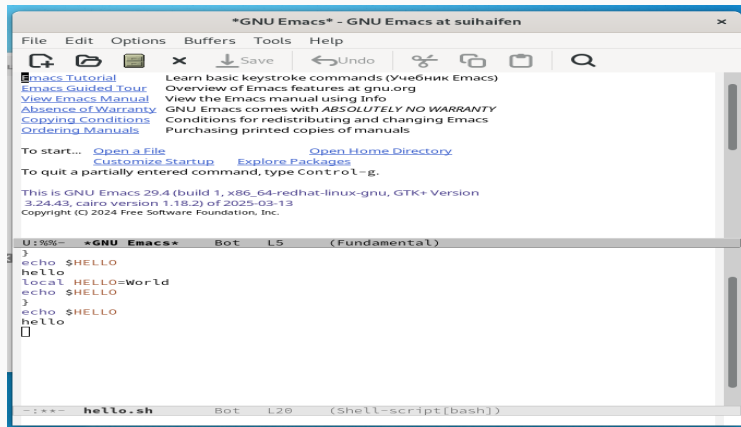 *GNU Emacs* - GNU Emacs at suihaifen
File Edit Options Buffers Tools Help
Save Undo
Emacs Tutorial Learn basic keystroke commands (Учебник Emacs)
Emacs Guided Tour Overview of Emacs features at gnu.org
View Emacs Manual View the Emacs manual using Info
Absence of Warranty GNU Emacs comes with ABSOLUTELY NO WARRANTY
Copying Conditions Conditions for redistributing and changing Emacs
Ordering Manuals Purchasing printed copies of manuals
To start... Open a File Open Home Directory
Customize Startup Explore Packages
To quit a partially entered command, type Control-g.
This is GNU Emacs 29.4 (build 1, x86_64-redhat-linux-gnu, GTK+ Version
3.24.43, cairo version 1.18.2) of 2025-03-13
Copyright (C) 2024 Free Software Foundation, Inc.
U:%%- *GNU Emacs* Bot L5 (Fundamental)
}
echo $HELLO
hello
local HELLO=World
echo $HELLO
}
echo $HELLO
hello
-:**- hello.sh Bot L20 (Shell-script[bash])